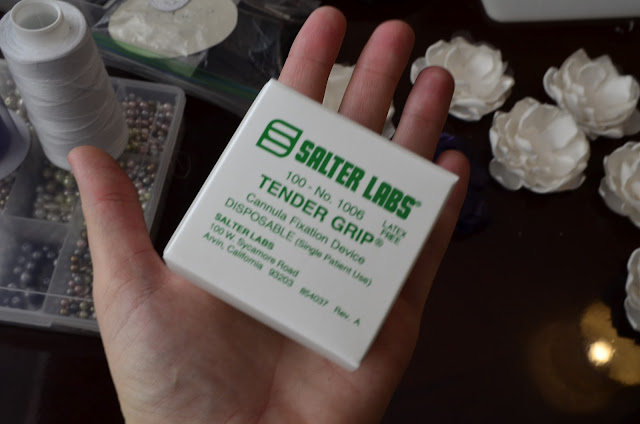 SALTER LABS®
100 - No. 1006
TENDER GRIP®
LATEX
FREE
Cannula Fixation Device
DISPOSABLE (Single Patient Use)
SALTER LABS
100 W. Sycamore Road
Arvin, California 93203 854037 Rev. A